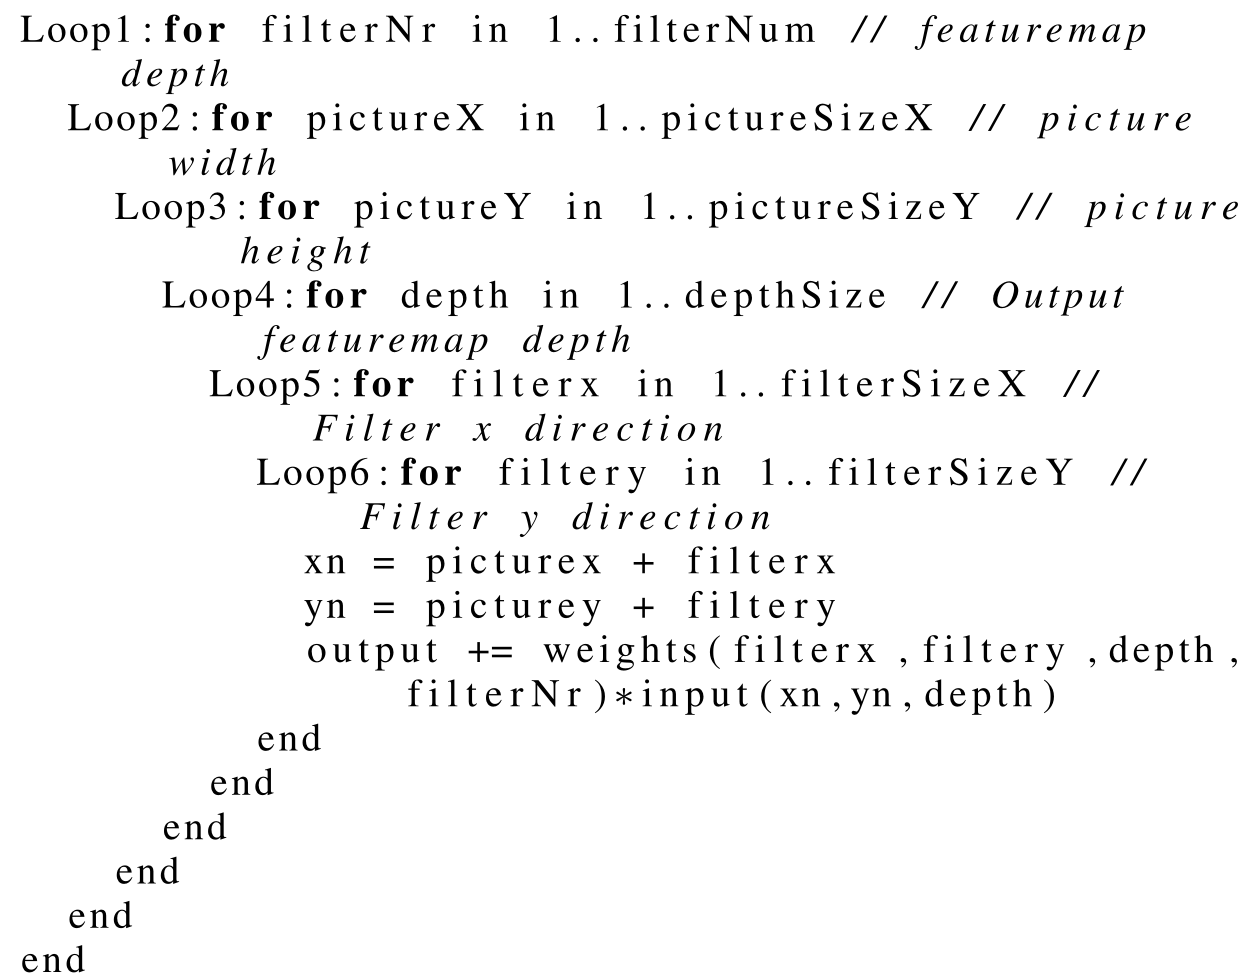 Loop1:for filterNr in 1..filterNum // featuremap
depth
Loop2:for pictureX in 1..pictureSizeX // picture
width
Loop3:for pictureY in 1..pictureSizeY // picture
height
Loop4:for depth in 1..depthSize // Output
featuremap depth
Loop5:for filterx in 1..filterSizeX //
Filter x direction
Loop6:for filtery in 1..filterSizeY //
Filter y direction
xn = picturex + filterx
yn = picturey + filtery
output += weights(filterx,filtery,depth,
filterNr)*input(xn,yn,depth)
end
end
end
end
end
end